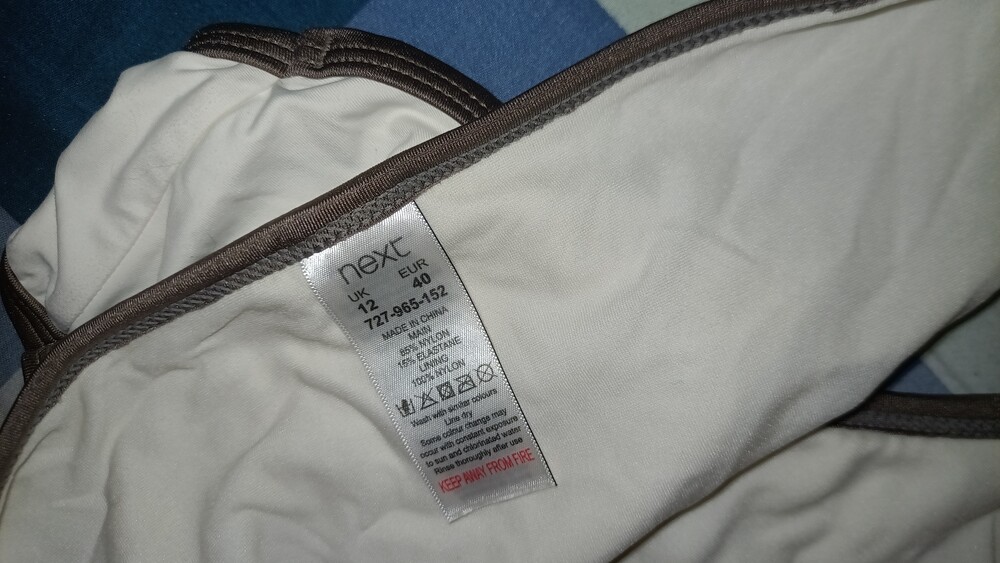 next
UK EUR
12 40
727-965-152
MADE IN CHINA
MAIN
85% NYLON
15% ELASTANE
LINING
100% NYLON
Wash with similar colours
Line dry
Some colour change may
occur with constant exposure
to sun and chlorinated water
Rinse thoroughly after use
KEEP AWAY FROM FIRE